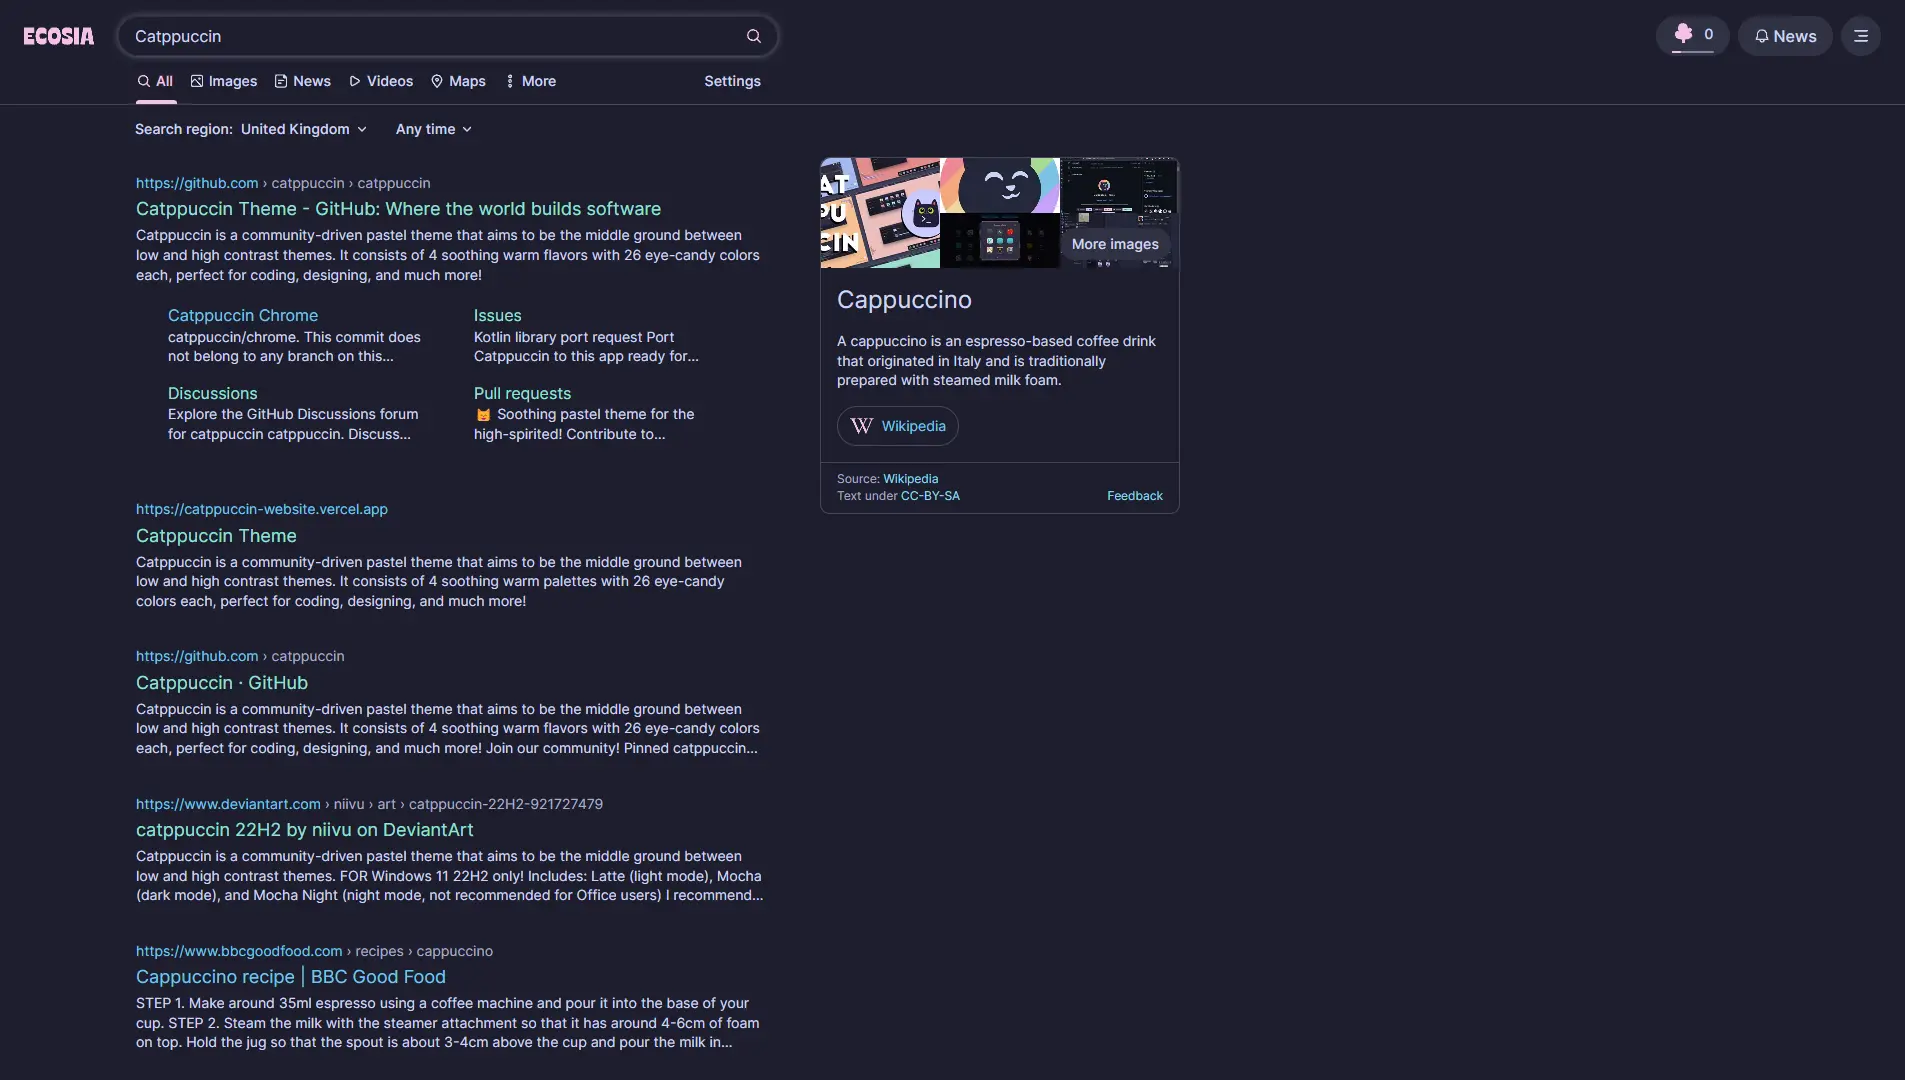 ECOSIA
Catppuccin
0
News
All
Images
News
Videos
Maps
More
Settings
Search region: United Kingdom
Any time
https://github.com › catppuccin › catppuccin
Catppuccin Theme - GitHub: Where the world builds software
Catppuccin is a community-driven pastel theme that aims to be the middle ground between
low and high contrast themes. It consists of 4 soothing warm flavors with 26 eye-candy colors
each, perfect for coding, designing, and much more!
Catppuccin Chrome
catppuccin/chrome. This commit does
not belong to any branch on this...
Issues
Kotlin library port request Port
Catppuccin to this app ready for...
Discussions
Explore the GitHub Discussions forum
for catppuccin catppuccin. Discuss...
Pull requests
😸 Soothing pastel theme for the
high-spirited! Contribute to...
https://catppuccin-website.vercel.app
Catppuccin Theme
Catppuccin is a community-driven pastel theme that aims to be the middle ground between
low and high contrast themes. It consists of 4 soothing warm palettes with 26 eye-candy
colors each, perfect for coding, designing, and much more!
https://github.com › catppuccin
Catppuccin · GitHub
Catppuccin is a community-driven pastel theme that aims to be the middle ground between
low and high contrast themes. It consists of 4 soothing warm flavors with 26 eye-candy colors
each, perfect for coding, designing, and much more! Join our community! Pinned catppuccin...
https://www.deviantart.com › niivu › art › catppuccin-22H2-921727479
catppuccin 22H2 by niivu on DeviantArt
Catppuccin is a community-driven pastel theme that aims to be the middle ground between
low and high contrast themes. FOR Windows 11 22H2 only! Includes: Latte (light mode), Mocha
(dark mode), and Mocha Night (night mode, not recommended for Office users) I recommend...
https://www.bbcgoodfood.com › recipes › cappuccino
Cappuccino recipe | BBC Good Food
STEP 1. Make around 35ml espresso using a coffee machine and pour it into the base of your
cup. STEP 2. Steam the milk with the steamer attachment so that it has around 4-6cm of foam
on top. Hold the jug so that the spout is about 3-4cm above the cup and pour the milk in...
AT
PU
CIN
More images
Cappuccino
A cappuccino is an espresso-based coffee drink
that originated in Italy and is traditionally
prepared with steamed milk foam.
W Wikipedia
Source: Wikipedia
Text under CC-BY-SA
Feedback